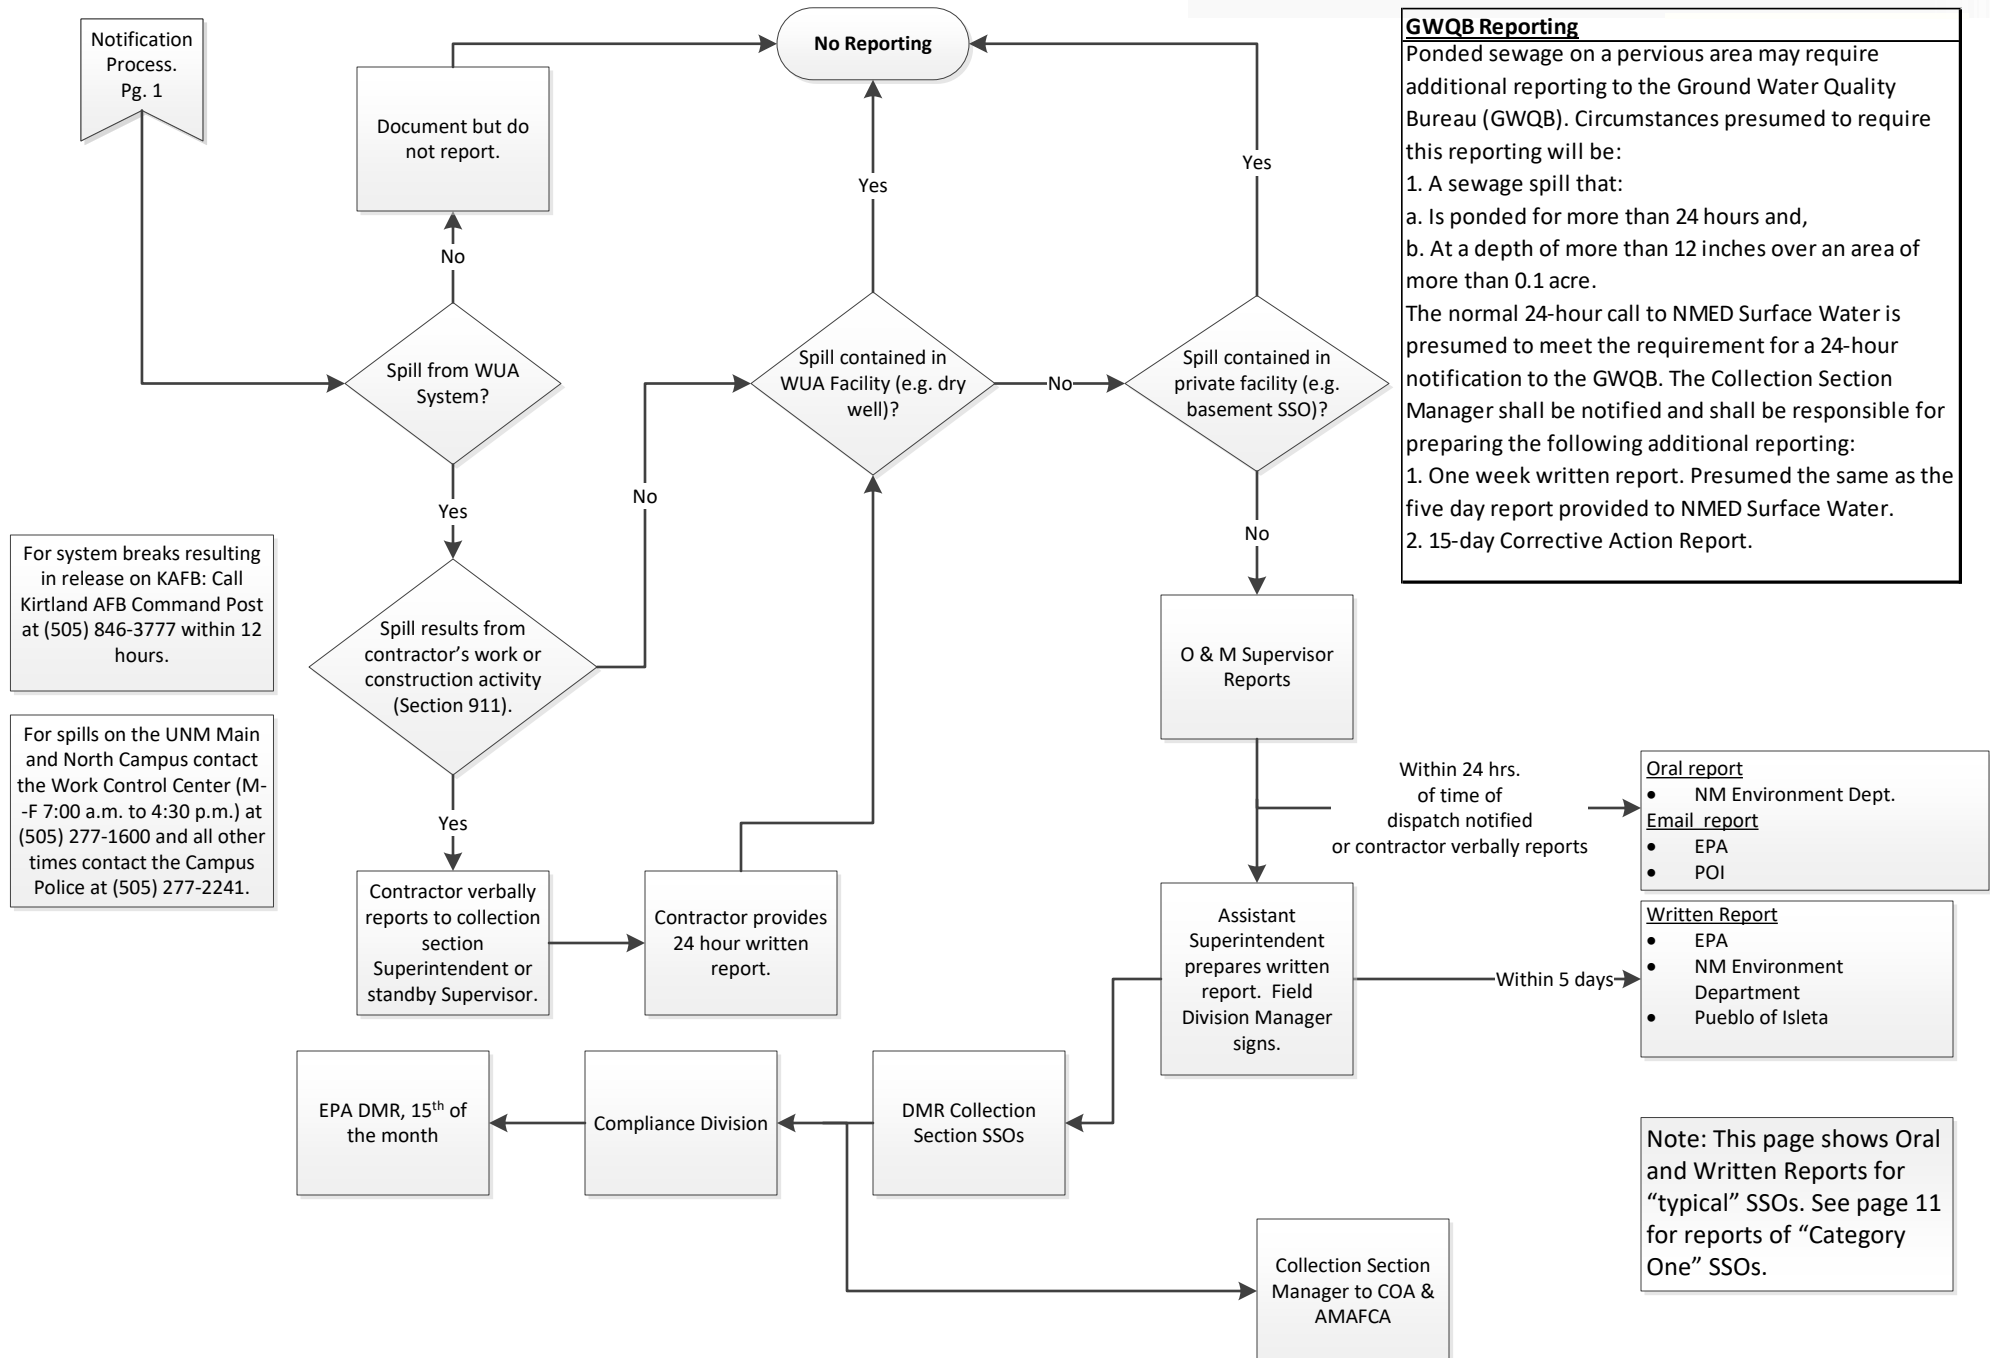 Notification
Process.
Pg. 1
No Reporting
Document but do
not report.
Yes
Yes
No
Spill from WUA
System?
Spill contained in
WUA Facility (e.g. dry
well)?
No
Spill contained in
private facility (e.g.
basement SSO)?
Yes
No
No
Spill results from
contractor's work or
construction activity
(Section 911).
Yes
O & M Supervisor
Reports
Contractor verbally
reports to collection
section
Superintendent or
standby Supervisor.
Contractor provides
24 hour written
report.
Within 24 hrs.
of time of
dispatch notified
or contractor verbally reports
Oral report
• NM Environment Dept.
Email report
• EPA
• POI
Assistant
Superintendent
prepares written
report. Field
Division Manager
signs.
Within 5 days
Written Report
• EPA
• NM Environment
Department
• Pueblo of Isleta
EPA DMR, 15th of
the month
Compliance Division
DMR Collection
Section SSOs
Collection Section
Manager to COA &
AMAFCA
For system breaks resulting
in release on KAFB: Call
Kirtland AFB Command Post
at (505) 846-3777 within 12
hours.
For spills on the UNM Main
and North Campus contact
the Work Control Center (M-
-F 7:00 a.m. to 4:30 p.m.) at
(505) 277-1600 and all other
times contact the Campus
Police at (505) 277-2241.
GWQB Reporting
Ponded sewage on a pervious area may require
additional reporting to the Ground Water Quality
Bureau (GWQB). Circumstances presumed to require
this reporting will be:
1. A sewage spill that:
a. Is ponded for more than 24 hours and,
b. At a depth of more than 12 inches over an area of
more than 0.1 acre.
The normal 24-hour call to NMED Surface Water is
presumed to meet the requirement for a 24-hour
notification to the GWQB. The Collection Section
Manager shall be notified and shall be responsible for
preparing the following additional reporting:
1. One week written report. Presumed the same as the
five day report provided to NMED Surface Water.
2. 15-day Corrective Action Report.
Note: This page shows Oral
and Written Reports for
“typical” SSOs. See page 11
for reports of “Category
One” SSOs.